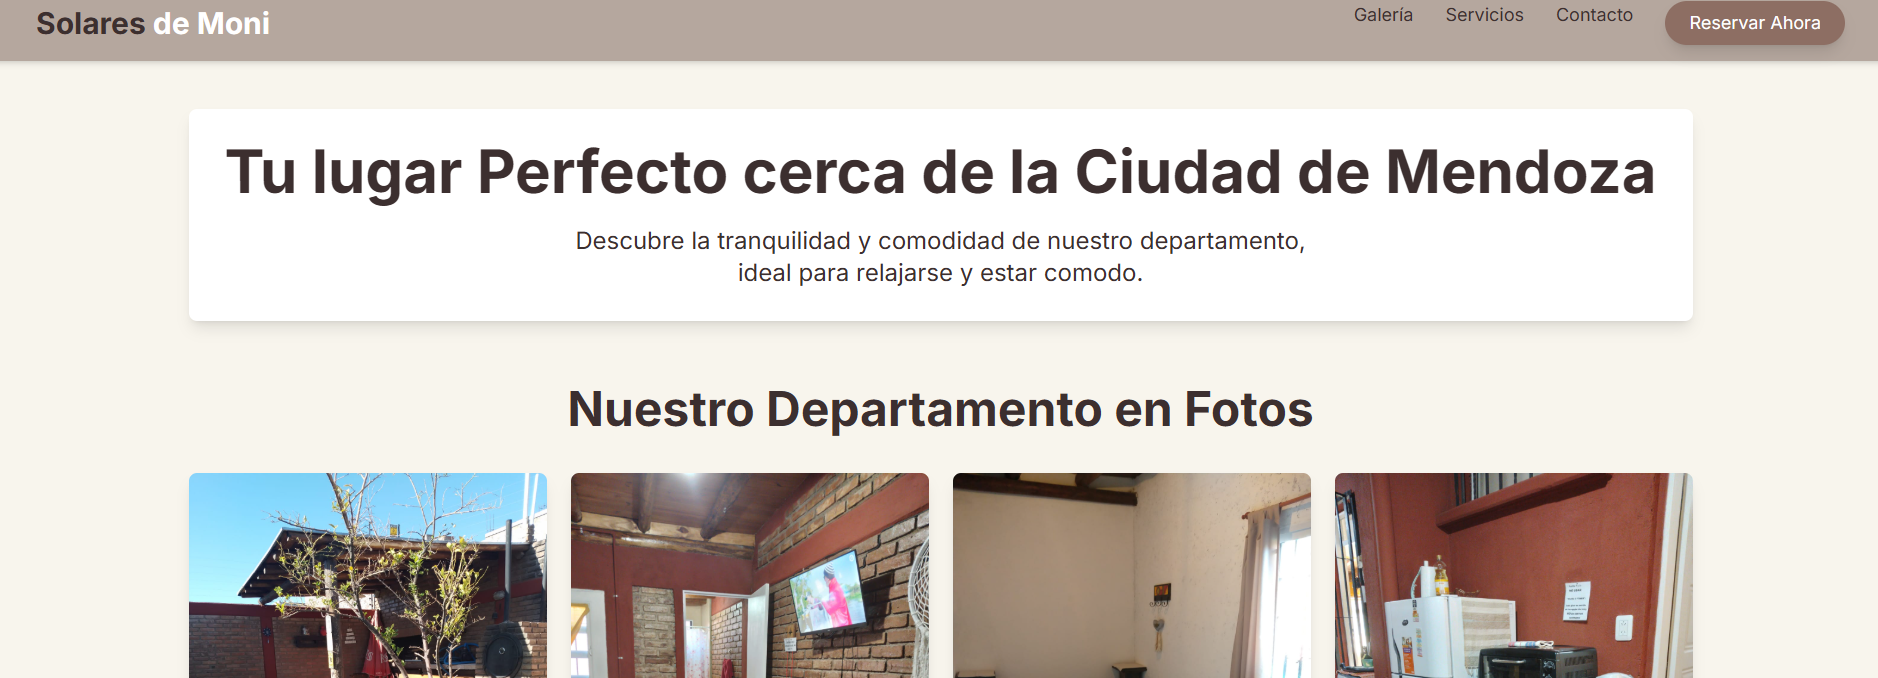 Solares de Moni
Galería
Servicios
Contacto
Reservar Ahora
Tu lugar Perfecto cerca de la Ciudad de Mendoza
Descubre la tranquilidad y comodidad de nuestro departamento,
ideal para relajarse y estar comodo.
Nuestro Departamento en Fotos